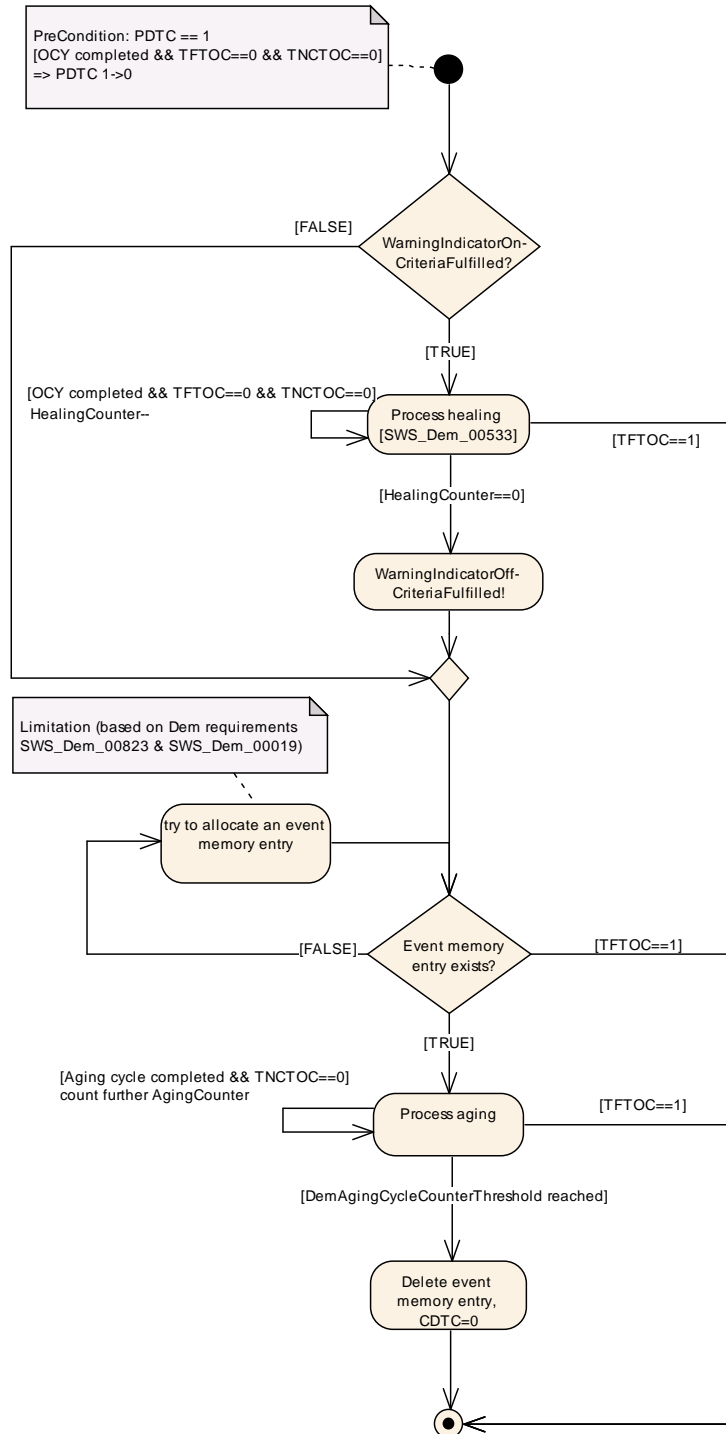 PreCondition: PDTC == 1
[OCY completed && TFTOC==0 && TNCTOC==0]
=> PDTC 1->0
[FALSE]
WarningIndicatorOn-
CriteriaFulfilled?
[TRUE]
[OCY completed && TFTOC==0 && TNCTOC==0]
HealingCounter--
Process healing
[SWS_Dem_00533]
[TFTOC==1]
[HealingCounter==0]
WarningIndicatorOff-
CriteriaFulfilled!
Limitation (based on Dem requirements
SWS_Dem_00823 & SWS_Dem_00019)
try to allocate an event
memory entry
[FALSE]
Event memory
entry exists?
[TFTOC==1]
[TRUE]
[Aging cycle completed && TNCTOC==0]
count further AgingCounter
Process aging
[TFTOC==1]
[DemAgingCycleCounterThreshold reached]
Delete event
memory entry,
CDTC=0